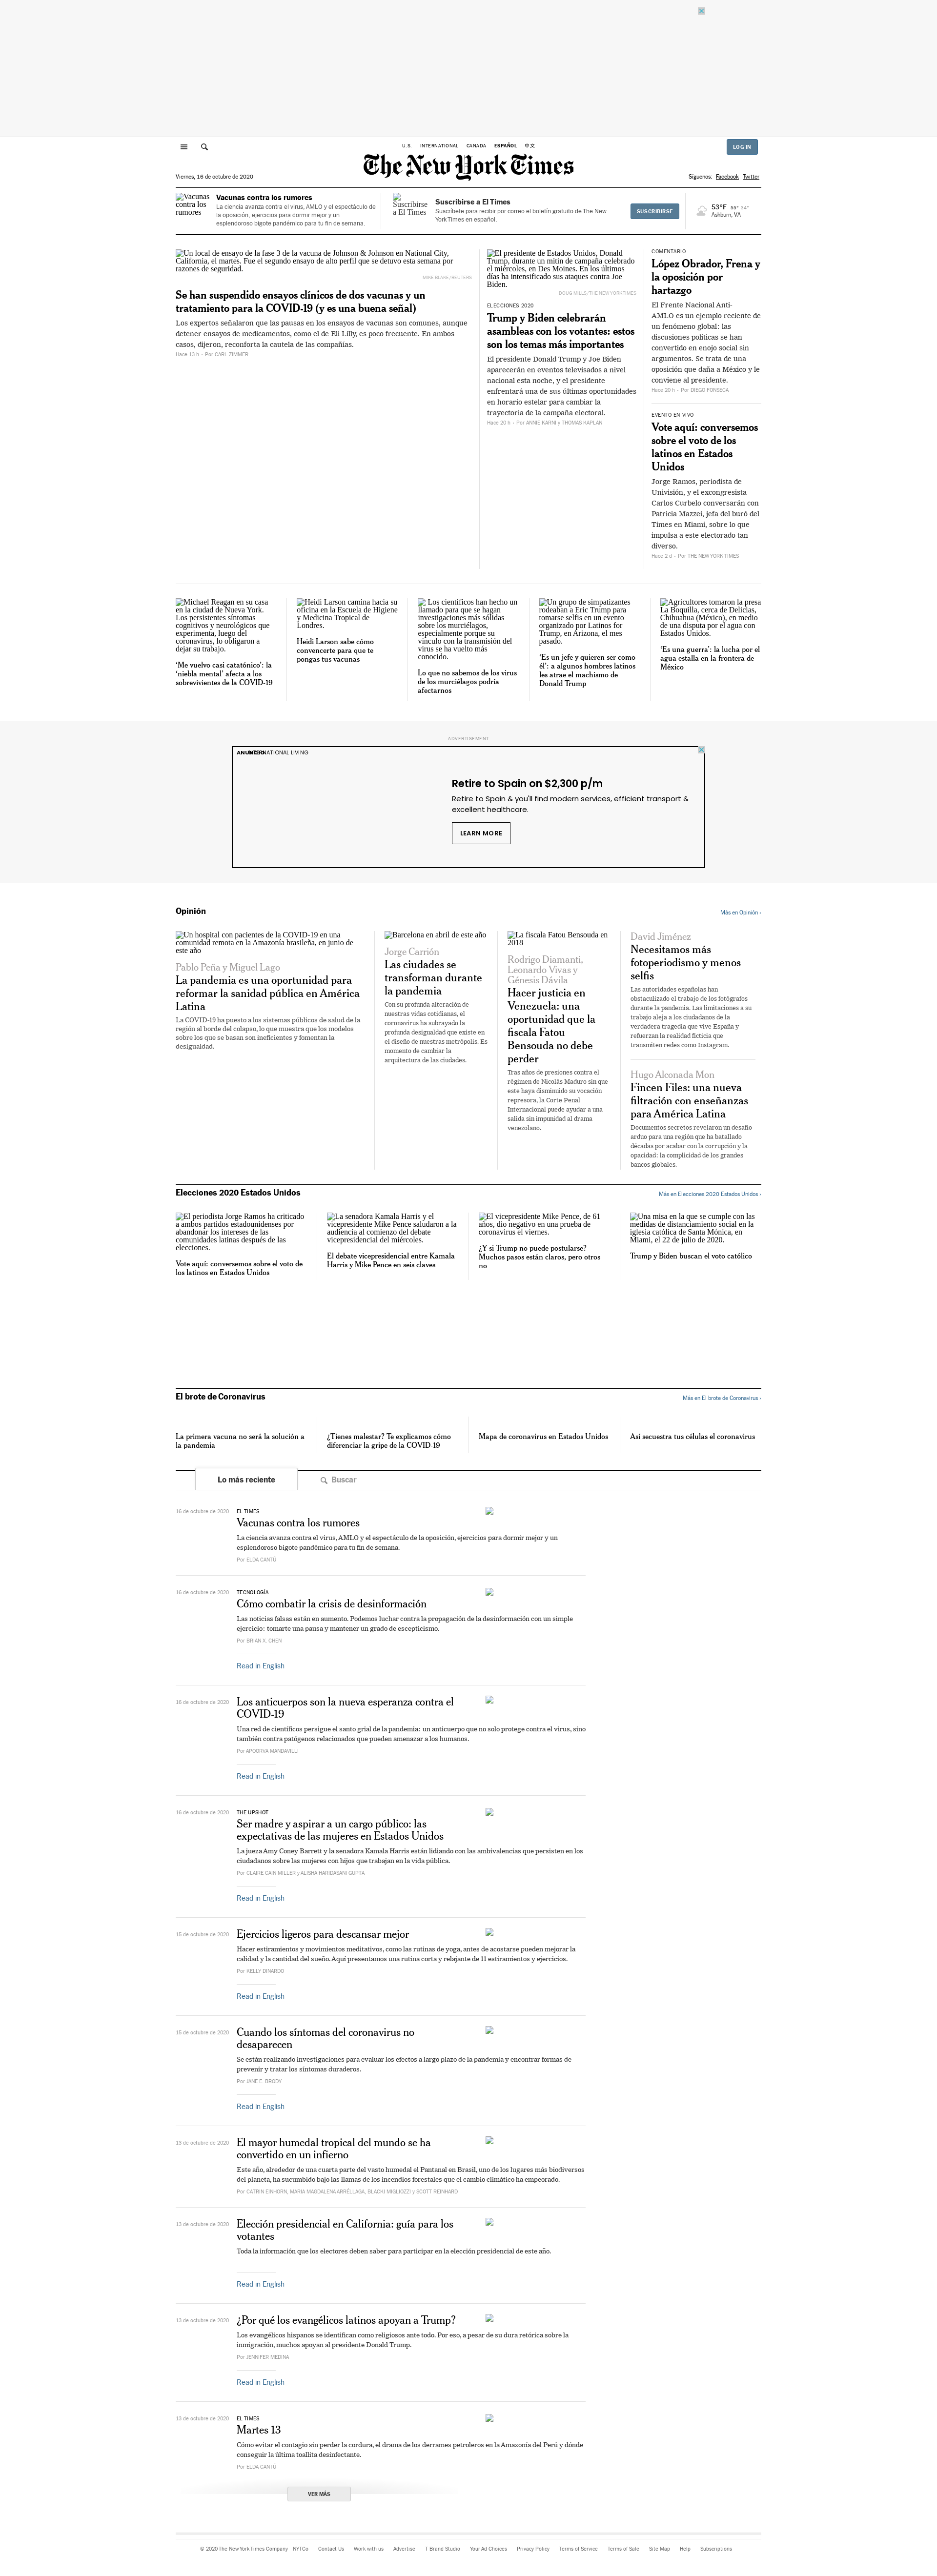 U.S. INTERNATIONAL CANADA ESPAÑOL 中文
LOG IN
The New York Times
Viernes, 16 de octubre de 2020
Síguenos: Facebook Twitter
Vacunas contra los rumores
Vacunas contra los rumores
La ciencia avanza contra el virus, AMLO y el espectáculo de
la oposición, ejercicios para dormir mejor y un
esplendoroso bigote pandémico para tu fin de semana.
Suscribirse a El Times
Suscribirse a El Times
Suscríbete para recibir por correo el boletín gratuito de The New
York Times en español.
SUSCRIBIRSE
53°F 55° 34°
Ashburn, VA
Un local de ensayo de la fase 3 de la vacuna de Johnson & Johnson en National City,
California, el martes. Fue el segundo ensayo de alto perfil que se detuvo esta semana por
razones de seguridad.
MIKE BLAKE/REUTERS
Se han suspendido ensayos clínicos de dos vacunas y un
tratamiento para la COVID-19 (y es una buena señal)
Los expertos señalaron que las pausas en los ensayos de vacunas son comunes, aunque
detener ensayos de medicamentos, como el de Eli Lilly, es poco frecuente. En ambos
casos, dijeron, reconforta la cautela de las compañías.
Hace 13 h - Por CARL ZIMMER
El presidente de Estados Unidos, Donald
Trump, durante un mitin de campaña celebrado
el miércoles, en Des Moines. En los últimos
días ha intensificado sus ataques contra Joe
Biden.
DOUG MILLS/THE NEW YORK TIMES
ELECCIONES 2020
Trump y Biden celebrarán
asambleas con los votantes: estos
son los temas más importantes
El presidente Donald Trump y Joe Biden
aparecerán en eventos televisados a nivel
nacional esta noche, y el presidente
enfrentará una de sus últimas oportunidades
en horario estelar para cambiar la
trayectoria de la campaña electoral.
Hace 20 h - Por ANNIE KARNI y THOMAS KAPLAN
COMENTARIO
López Obrador, Frena y
la oposición por
hartazgo
El Frente Nacional Anti-
AMLO es un ejemplo reciente de
un fenómeno global: las
discusiones políticas se han
convertido en enojo social sin
argumentos. Se trata de una
oposición que daña a México y le
conviene al presidente.
Hace 20 h - Por DIEGO FONSECA
EVENTO EN VIVO
Vote aquí: conversemos
sobre el voto de los
latinos en Estados
Unidos
Jorge Ramos, periodista de
Univisión, y el excongresista
Carlos Curbelo conversarán con
Patricia Mazzei, jefa del buró del
Times en Miami, sobre lo que
impulsa a este electorado tan
diverso.
Hace 2 d - Por THE NEW YORK TIMES
Michael Reagan en su casa
en la ciudad de Nueva York.
Los persistentes síntomas
cognitivos y neurológicos que
experimenta, luego del
coronavirus, lo obligaron a
dejar su trabajo.
‘Me vuelvo casi catatónico’: la
‘niebla mental’ afecta a los
sobrevivientes de la COVID-19
Heidi Larson camina hacia su
oficina en la Escuela de Higiene
y Medicina Tropical de
Londres.
Heidi Larson sabe cómo
convencerte para que te
pongas tus vacunas
Los científicos han hecho un
llamado para que se hagan
investigaciones más sólidas
sobre los murciélagos,
especialmente porque su
vínculo con la transmisión del
virus se ha vuelto más
conocido.
Lo que no sabemos de los virus
de los murciélagos podría
afectarnos
Un grupo de simpatizantes
rodeaban a Eric Trump para
tomarse selfis en un evento
organizado por Latinos for
Trump, en Arizona, el mes
pasado.
‘Es un jefe y quieren ser como
él’: a algunos hombres latinos
les atrae el machismo de
Donald Trump
Agricultores tomaron la presa
La Boquilla, cerca de Delicias,
Chihuahua (México), en medio
de una disputa por el agua con
Estados Unidos.
‘Es una guerra’: la lucha por el
agua estalla en la frontera de
México
ADVERTISEMENT
INTERNATIONAL LIVING
Retire to Spain on $2,300 p/m
Retire to Spain & you'll find modern services, efficient transport &
excellent healthcare.
LEARN MORE
Opinión
Más en Opinión ›
Un hospital con pacientes de la COVID-19 en una
comunidad remota en la Amazonía brasileña, en junio de
este año
Pablo Peña y Miguel Lago
La pandemia es una oportunidad para
reformar la sanidad pública en América
Latina
La COVID-19 ha puesto a los sistemas públicos de salud de la
región al borde del colapso, lo que muestra que los modelos
sobre los que se basan son ineficientes y fomentan la
desigualdad.
Barcelona en abril de este año
Jorge Carrión
Las ciudades se
transforman durante
la pandemia
Con su profunda alteración de
nuestras vidas cotidianas, el
coronavirus ha subrayado la
profunda desigualdad que existe en
el diseño de nuestras metrópolis. Es
momento de cambiar la
arquitectura de las ciudades.
La fiscala Fatou Bensouda en
2018
Rodrigo Diamanti,
Leonardo Vivas y
Génesis Dávila
Hacer justicia en
Venezuela: una
oportunidad que la
fiscala Fatou
Bensouda no debe
perder
Tras años de presiones contra el
régimen de Nicolás Maduro sin que
este haya disminuido su vocación
represora, la Corte Penal
Internacional puede ayudar a una
salida sin impunidad al drama
venezolano.
David Jiménez
Necesitamos más
fotoperiodismo y menos
selfis
Las autoridades españolas han
obstaculizado el trabajo de los fotógrafos
durante la pandemia. Las limitaciones a su
trabajo aleja a los ciudadanos de la
verdadera tragedia que vive España y
refuerzan la realidad ficticia que
transmiten redes como Instagram.
Hugo Alconada Mon
Fincen Files: una nueva
filtración con enseñanzas
para América Latina
Documentos secretos revelaron un desafío
arduo para una región que ha batallado
décadas por acabar con la corrupción y la
opacidad: la complicidad de los grandes
bancos globales.
Elecciones 2020 Estados Unidos
Más en Elecciones 2020 Estados Unidos ›
El periodista Jorge Ramos ha criticado
a ambos partidos estadounidenses por
abandonar los intereses de las
comunidades latinas después de las
elecciones.
Vote aquí: conversemos sobre el voto de
los latinos en Estados Unidos
La senadora Kamala Harris y el
vicepresidente Mike Pence saludaron a la
audiencia al comienzo del debate
vicepresidencial del miércoles.
El debate vicepresidencial entre Kamala
Harris y Mike Pence en seis claves
El vicepresidente Mike Pence, de 61
años, dio negativo en una prueba de
coronavirus el viernes.
¿Y si Trump no puede postularse?
Muchos pasos están claros, pero otros
no
Una misa en la que se cumple con las
medidas de distanciamiento social en la
iglesia católica de Santa Mónica, en
Miami, el 22 de julio de 2020.
Trump y Biden buscan el voto católico
El brote de Coronavirus
Más en El brote de Coronavirus ›
La primera vacuna no será la solución a
la pandemia
¿Tienes malestar? Te explicamos cómo
diferenciar la gripe de la COVID-19
Mapa de coronavirus en Estados Unidos
Así secuestra tus células el coronavirus
Lo más reciente
Buscar
16 de octubre de 2020
EL TIMES
Vacunas contra los rumores
La ciencia avanza contra el virus, AMLO y el espectáculo de la oposición, ejercicios para dormir mejor y un
esplendoroso bigote pandémico para tu fin de semana.
Por ELDA CANTÚ
16 de octubre de 2020
TECNOLOGÍA
Cómo combatir la crisis de desinformación
Las noticias falsas están en aumento. Podemos luchar contra la propagación de la desinformación con un simple
ejercicio: tomarte una pausa y mantener un grado de escepticismo.
Por BRIAN X. CHEN
Read in English
16 de octubre de 2020
Los anticuerpos son la nueva esperanza contra el
COVID-19
Una red de científicos persigue el santo grial de la pandemia: un anticuerpo que no solo protege contra el virus, sino
también contra patógenos relacionados que pueden amenazar a los humanos.
Por APOORVA MANDAVILLI
Read in English
16 de octubre de 2020
THE UPSHOT
Ser madre y aspirar a un cargo público: las
expectativas de las mujeres en Estados Unidos
La jueza Amy Coney Barrett y la senadora Kamala Harris están lidiando con las ambivalencias que persisten en los
ciudadanos sobre las mujeres con hijos que trabajan en la vida pública.
Por CLAIRE CAIN MILLER y ALISHA HARIDASANI GUPTA
Read in English
15 de octubre de 2020
Ejercicios ligeros para descansar mejor
Hacer estiramientos y movimientos meditativos, como las rutinas de yoga, antes de acostarse pueden mejorar la
calidad y la cantidad del sueño. Aquí presentamos una rutina corta y relajante de 11 estiramientos y ejercicios.
Por KELLY DINARDO
Read in English
15 de octubre de 2020
Cuando los síntomas del coronavirus no
desaparecen
Se están realizando investigaciones para evaluar los efectos a largo plazo de la pandemia y encontrar formas de
prevenir y tratar los síntomas duraderos.
Por JANE E. BRODY
Read in English
13 de octubre de 2020
El mayor humedal tropical del mundo se ha
convertido en un infierno
Este año, alrededor de una cuarta parte del vasto humedal el Pantanal en Brasil, uno de los lugares más biodiversos
del planeta, ha sucumbido bajo las llamas de los incendios forestales que el cambio climático ha empeorado.
Por CATRIN EINHORN, MARIA MAGDALENA ARRÉLLAGA, BLACKI MIGLIOZZI y SCOTT REINHARD
13 de octubre de 2020
Elección presidencial en California: guía para los
votantes
Toda la información que los electores deben saber para participar en la elección presidencial de este año.
Read in English
13 de octubre de 2020
¿Por qué los evangélicos latinos apoyan a Trump?
Los evangélicos hispanos se identifican como religiosos ante todo. Por eso, a pesar de su dura retórica sobre la
inmigración, muchos apoyan al presidente Donald Trump.
Por JENNIFER MEDINA
Read in English
13 de octubre de 2020
EL TIMES
Martes 13
Cómo evitar el contagio sin perder la cordura, el drama de los derrames petroleros en la Amazonía del Perú y dónde
conseguir la última toallita desinfectante.
Por ELDA CANTÚ
VER MÁS
© 2020 The New York Times Company NYTCo Contact Us Work with us Advertise T Brand Studio Your Ad Choices Privacy Policy Terms of Service Terms of Sale Site Map Help Subscriptions